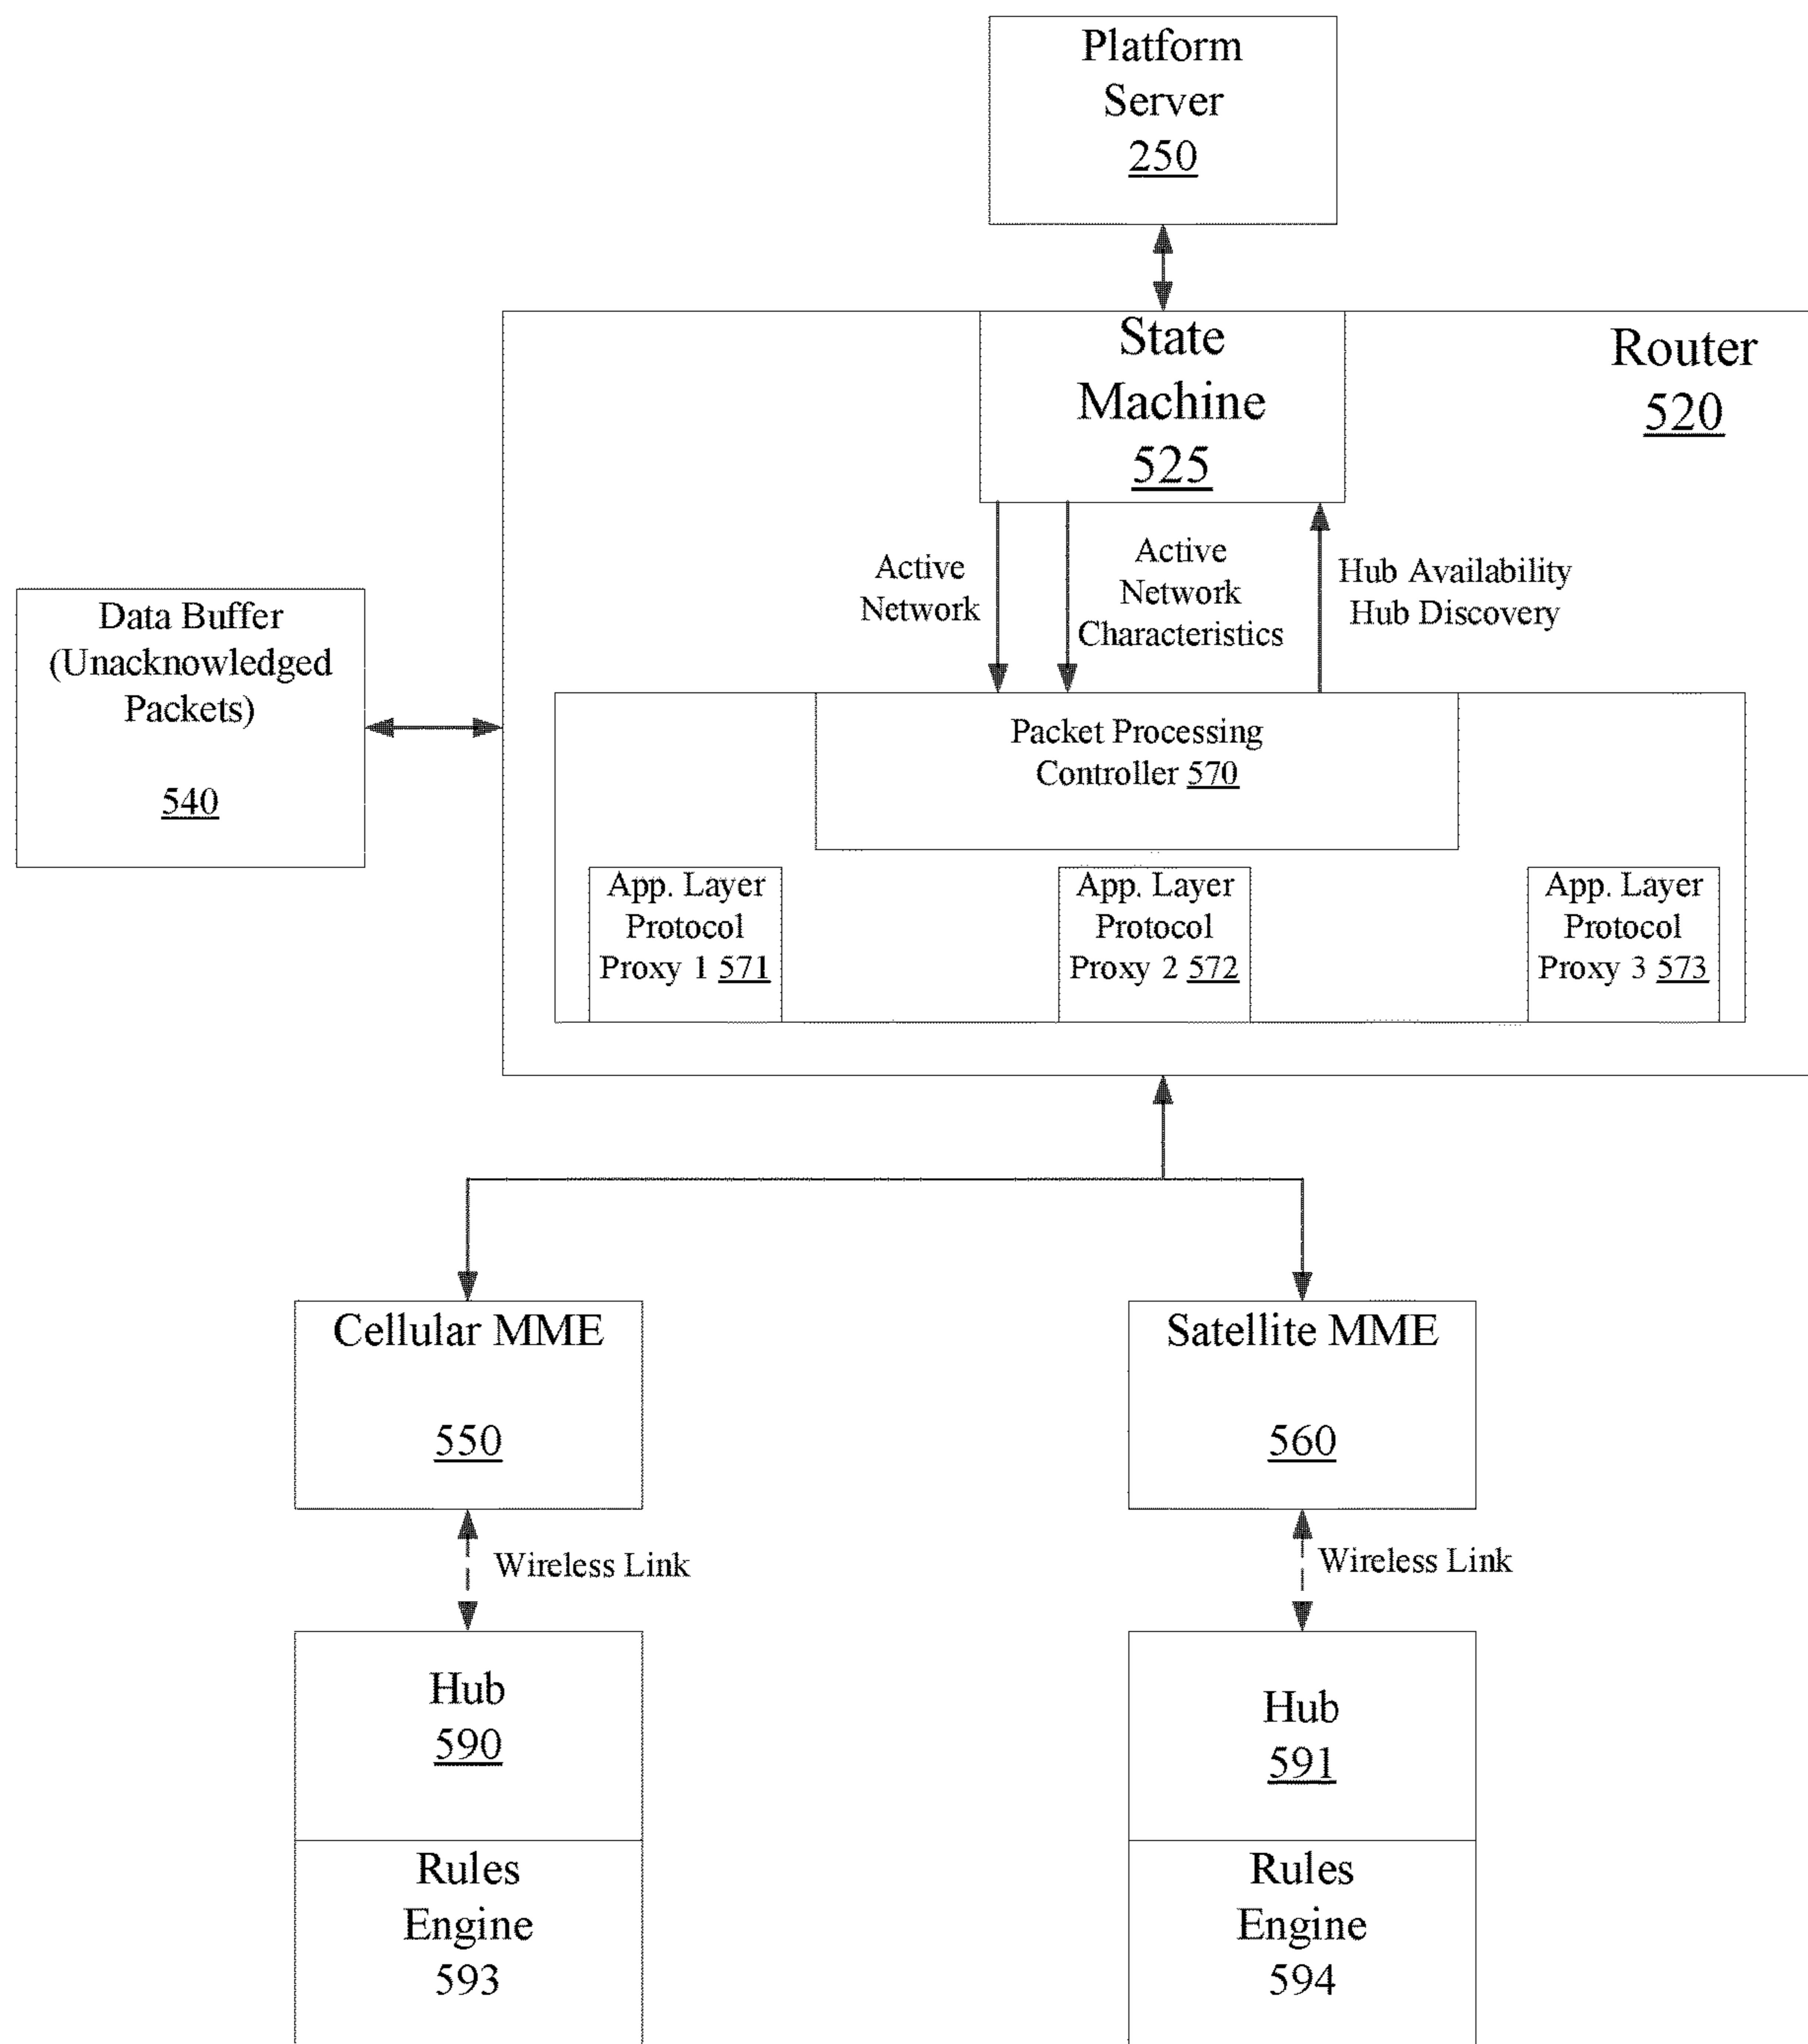 Platform
Server
250
State
Machine
525
Router
520
Active
Network
Active
Network
Characteristics
Hub Availability
Hub Discovery
Data Buffer
(Unacknowledged
Packets)
540
Packet Processing
Controller 570
App. Layer
Protocol
Proxy 1 571
App. Layer
Protocol
Proxy 2 572
App. Layer
Protocol
Proxy 3 573
Cellular MME
550
Satellite MME
560
Wireless Link
Wireless Link
Hub
590
Hub
591
Rules
Engine
593
Rules
Engine
594